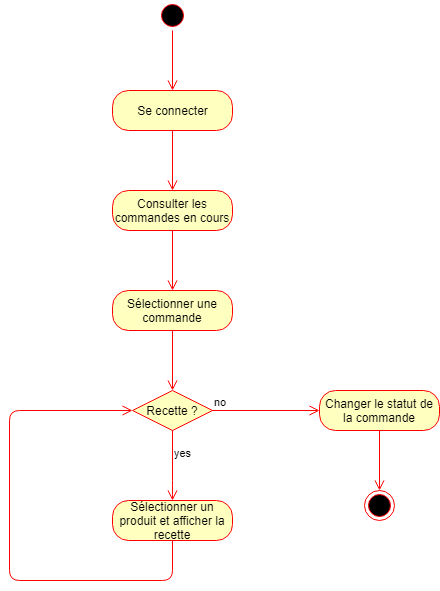 Se connecter
Consulter les
commandes en cours
Sélectionner une
commande
Recette ?
no
Changer le statut de
la commande
yes
Sélectionner un
produit et afficher la
recette